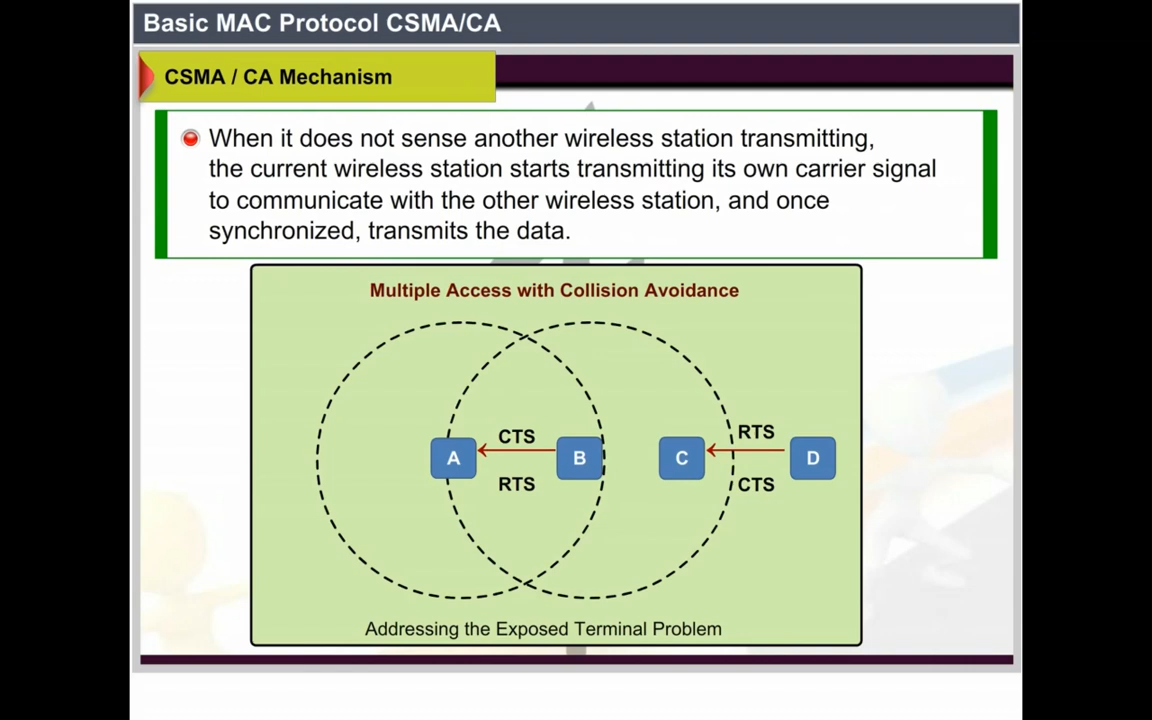 Basic MAC Protocol CSMA/CA
CSMA / CA Mechanism
When it does not sense another wireless station transmitting,
the current wireless station starts transmitting its own carrier signal
to communicate with the other wireless station, and once
synchronized, transmits the data.
Multiple Access with Collision Avoidance
CTS
RTS
A
B
C
D
RTS
CTS
Addressing the Exposed Terminal Problem